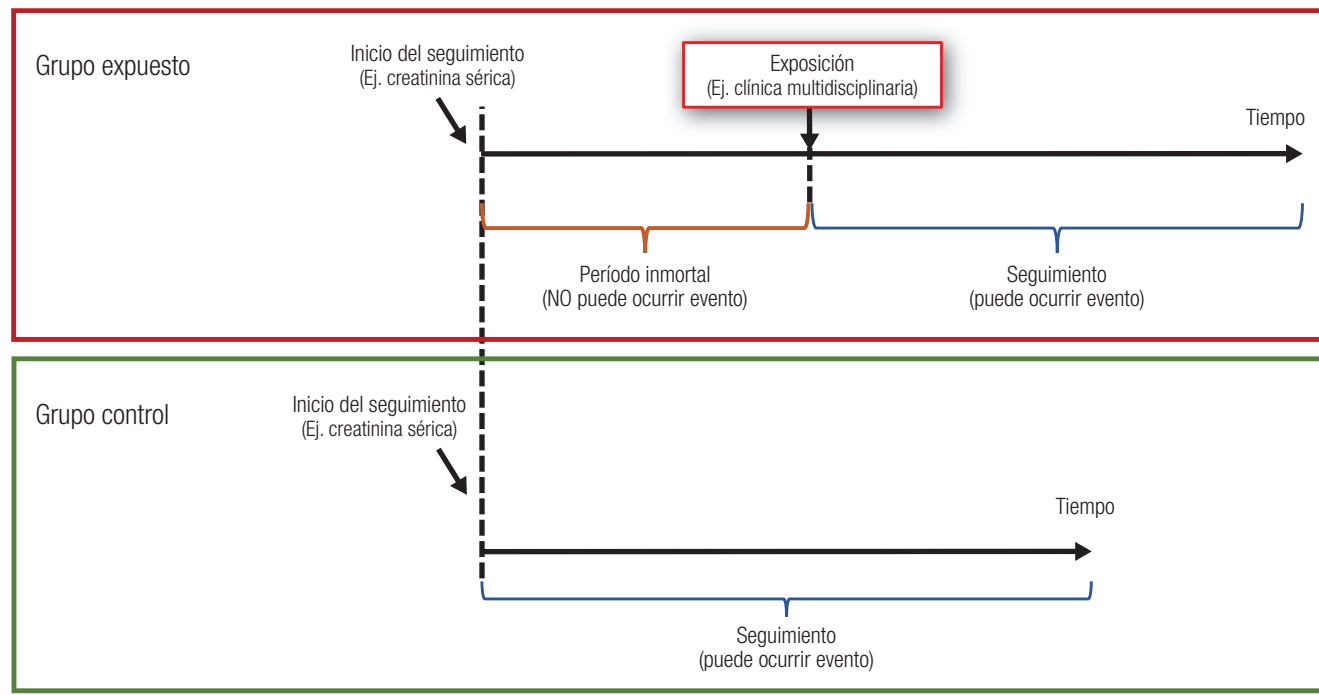 Grupo expuesto
Inicio del seguimiento
(Ej. creatinina sérica)
Exposición
(Ej. clínica multidisciplinaria)
Tiempo
Período inmortal
(NO puede ocurrir evento)
Seguimiento
(puede ocurrir evento)
Grupo control
Inicio del seguimiento
(Ej. creatinina sérica)
Tiempo
Seguimiento
(puede ocurrir evento)